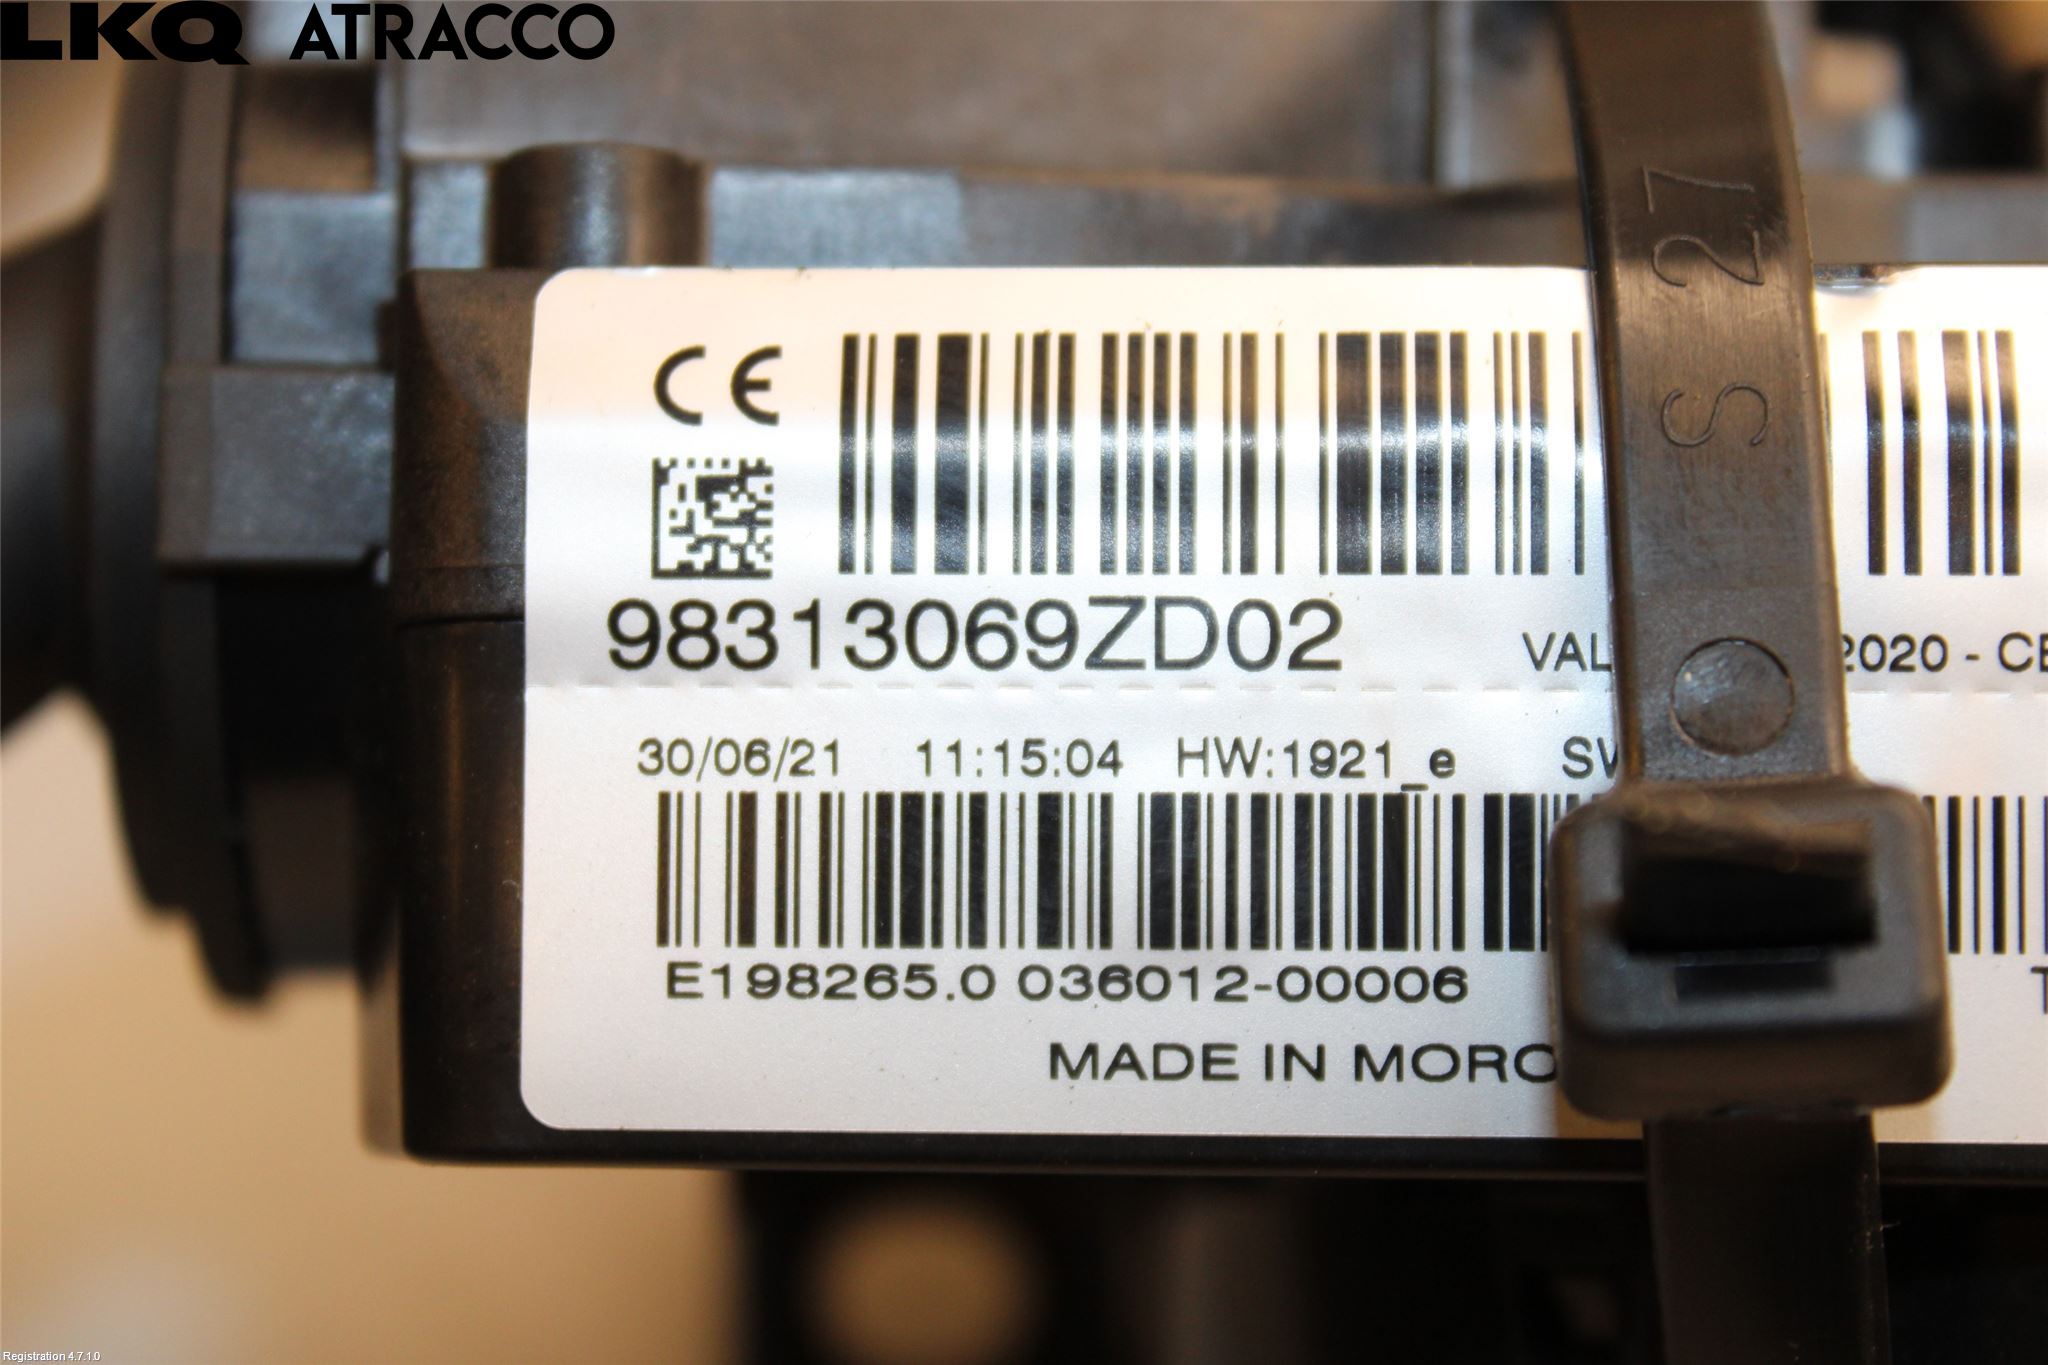 LKQ ATRACCO
S 27 S
CE
98313069ZD02
VAL 2020 - CE
30/06/21 11:15:04 HW:1921_e SW
E198265.0 036012-00006
MADE IN MOROC
Registration 4.7.1.0